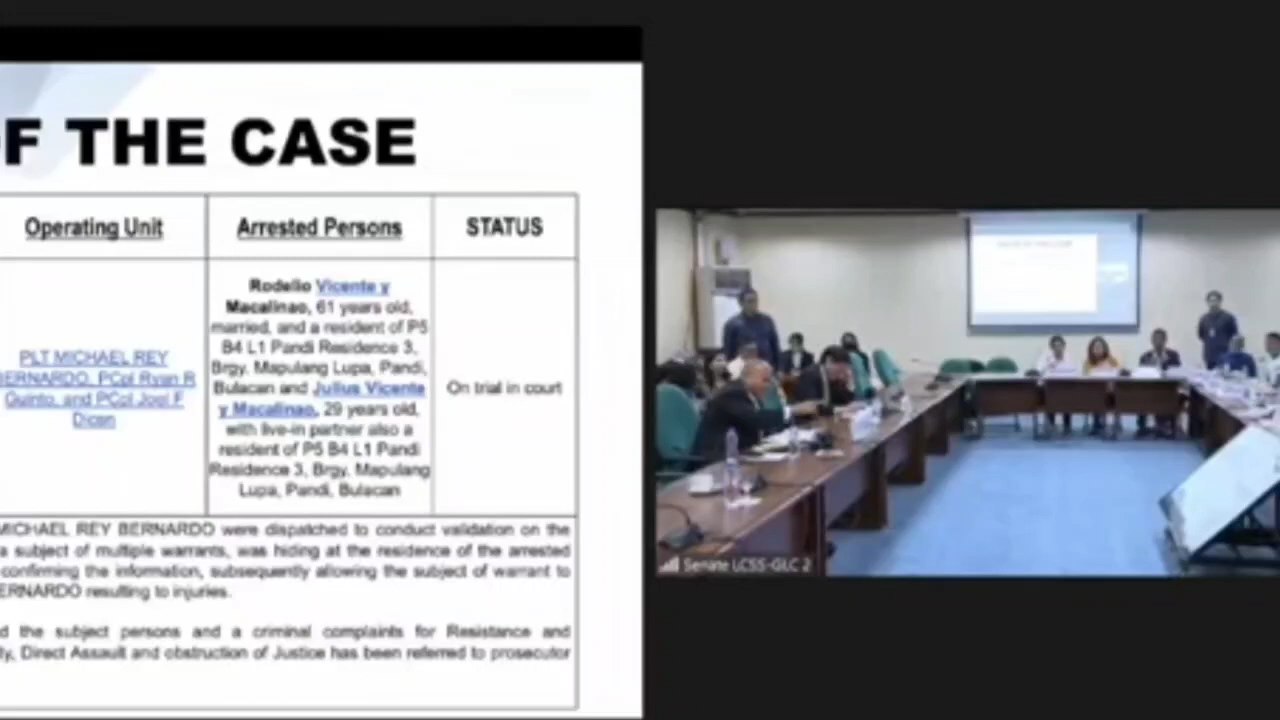 OF THE CASE
Operating Unit
Arrested Persons
STATUS
PLT MICHAEL REY
BERNARDO, PCpl Ryan R
Guinto, and PCpl Joel F
Dizan
Rodelio Vicente y
Macalinao, 61 years old,
married, and a resident of P5
B4 L1 Pandi Residence 3,
Brgy. Mapulang Lupa, Pandi,
Bulacan and Julius Vicente
y Macalinao, 29 years old,
with live-in partner also a
resident of P5 B4 L1 Pandi
Residence 3, Brgy. Mapulang
Lupa, Pandi, Bulacan
On trial in court
MICHAEL REY BERNARDO were dispatched to conduct validation on the
a subject of multiple warrants, was hiding at the residence of the arrested
confirming the information, subsequently allowing the subject of warrant to
ERNARDO resulting to injuries.
d the subject persons and a criminal complaints for Resistance and
ty, Direct Assault and obstruction of Justice has been referred to prosecutor
Senate LCSS-GLC 2